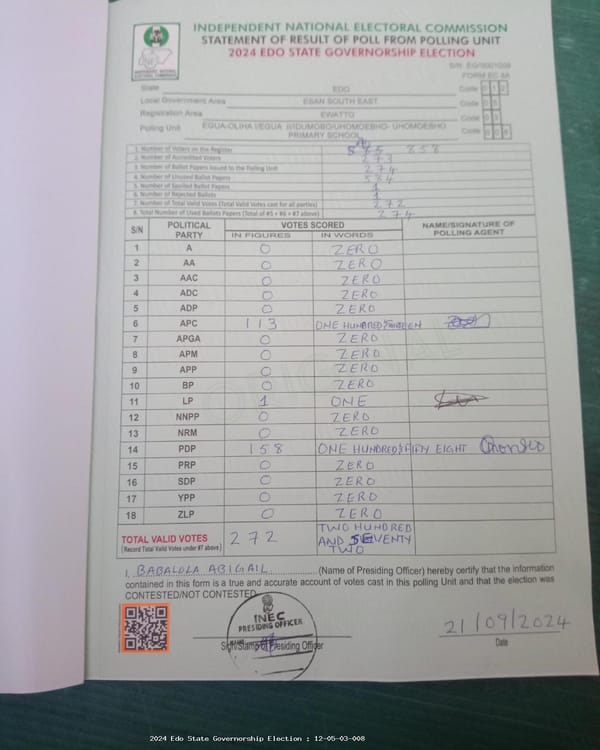 INDEPENDENT NATIONAL ELECTORAL COMMISSION
STATEMENT OF RESULT OF POLL FROM POLLING UNIT
2024 EDO STATE GOVERNORSHIP ELECTION
FORM EC 8A
State EDO Code
Local Government Area ESAN SOUTH EAST Code
Registration Area EWATTO Code
Polling Unit EGUA-OLIHA I/EGUA II/IDUMOBO/UHOMOEBHO- UHOMOEBHO PRIMARY SCHOOL Code
1. Number of Voters on the Register 858
2. Number of Accredited Voters 273
3. Number of Ballot Papers Issued to the Polling Unit
4. Number of Unused Ballot Papers 584
5. Number of Spoiled Ballot Papers 1
6. Number of Rejected Ballots 1
7. Number of Total Valid Votes (Total Valid Votes cast for all parties) 272
8. Total Number of Used Ballots Papers (Total of #5 + #6 + #7 above) 274
S/N POLITICAL PARTY VOTES SCORED NAME/SIGNATURE OF POLLING AGENT
IN FIGURES IN WORDS
1 A 0 ZERO
2 AA 0 ZERO
3 AAC 0 ZERO
4 ADC 0 ZERO
5 ADP 0 ZERO
6 APC 113 ONE HUNDRED
7 APGA 0 ZERO
8 APM 0 ZERO
9 APP 0 ZERO
10 BP 0 ZERO
11 LP 1 ONE
12 NNPP 0 ZERO
13 NRM 0 ZERO
14 PDP 158 ONE HUNDRED $ FIFTY EIGHT
15 PRP 0 ZERO
16 SDP 0 ZERO
17 YPP 0 ZERO
18 ZLP 0 ZERO
TOTAL VALID VOTES 272 TWO HUNDRED AND SEVENTY TWO
(Record Total Valid Votes under #7 above)
I, BABALOLA ABIGAIL (Name of Presiding Officer) hereby certify that the information
contained in this form is a true and accurate account of votes cast in this polling Unit and that the election was
CONTESTED/NOT CONTESTED
INEC
PRESIDING OFFICER
Sign/Stamp of Presiding Officer
21/09/2024
Date
2024 Edo State Governorship Election : 12-05-03-008